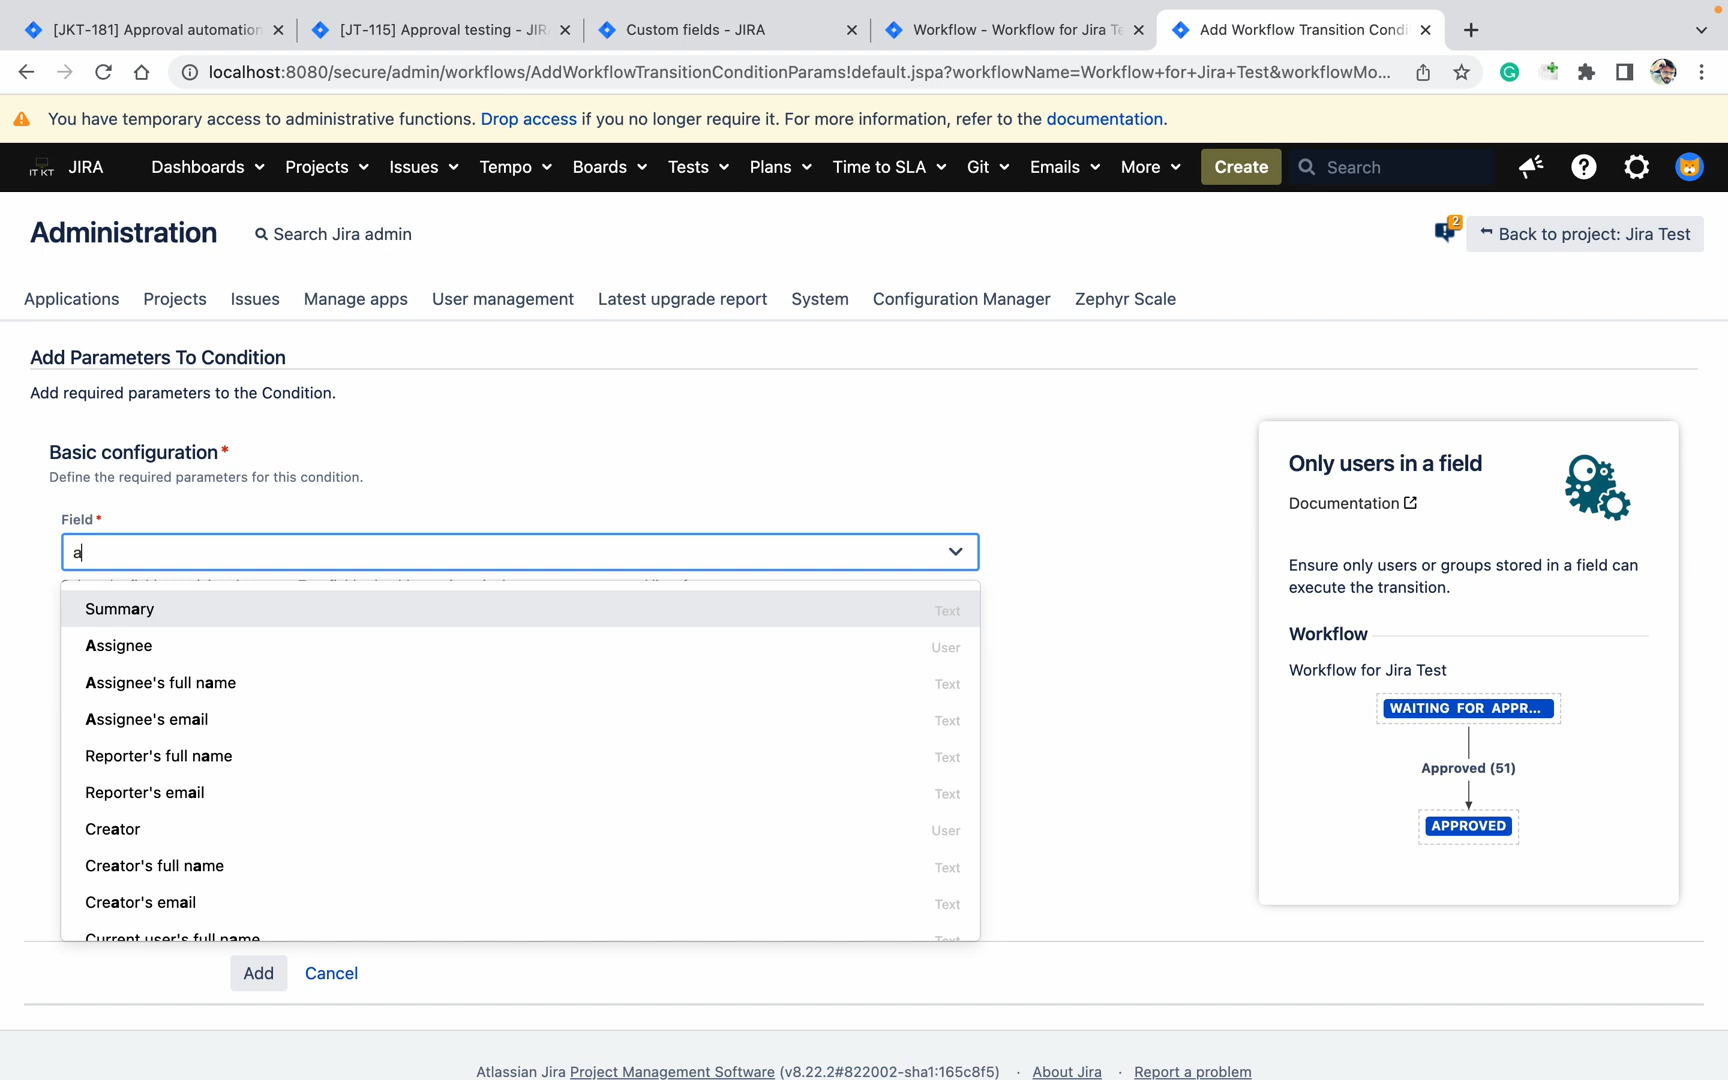 [JKT-181] Approval automation
[JT-115] Approval testing - JIR
Custom fields - JIRA
Workflow - Workflow for Jira Te
Add Workflow Transition Condi
localhost:8080/secure/admin/workflows/AddWorkflowTransitionConditionParams!default.jspa?workflowName=Workflow+for+Jira+Test&workflowMo...
You have temporary access to administrative functions. Drop access if you no longer require it. For more information, refer to the documentation.
IT KT JIRA Dashboards Projects Issues Tempo Boards Tests Plans Time to SLA Git Emails More Create Search
Administration
Search Jira admin
2
Back to project: Jira Test
Applications Projects Issues Manage apps User management Latest upgrade report System Configuration Manager Zephyr Scale
Add Parameters To Condition
Add required parameters to the Condition.
Basic configuration*
Define the required parameters for this condition.
Field*
a
Summary Text
Assignee User
Assignee's full name Text
Assignee's email Text
Reporter's full name Text
Reporter's email Text
Creator User
Creator's full name Text
Creator's email Text
Current user's full name Text
Add Cancel
Only users in a field
Documentation
Ensure only users or groups stored in a field can
execute the transition.
Workflow
Workflow for Jira Test
WAITING FOR APPR...
Approved (51)
APPROVED
Atlassian Jira Project Management Software (v8.22.2#822002-sha1:165c8f5) · About Jira · Report a problem